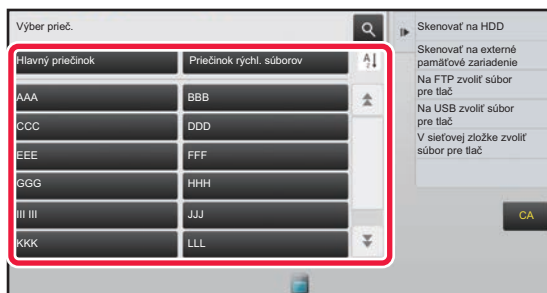 Výber prieč.
Hlavný priečinok
Priečinok rýchl. súborov
AAA
BBB
CCC
DDD
EEE
FFF
GGG
HHH
III III
JJJ
KKK
LLL
Skenovať na HDD
Skenovať na externé
pamäťové zariadenie
Na FTP zvoliť súbor
pre tlač
Na USB zvoliť súbor
pre tlač
V sieťovej zložke zvoliť
súbor pre tlač
CA